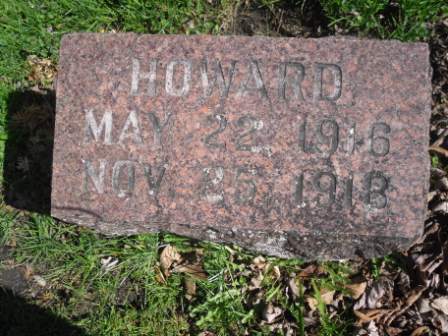 HOWARD
MAY 22, 1916
NOV. 25, 1918